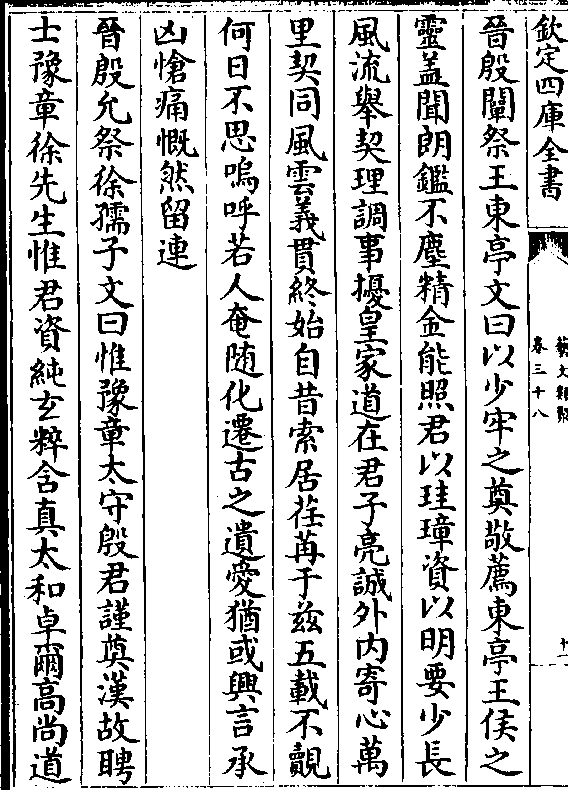 欽定四庫全書
藝文類聚
卷三十八
晉殷闡祭王東亭文曰以少牢之奠敬薦東亭王侯之
靈盖聞朗鑑不塵精金能照君以珪璋資以明要少長
風流舉契理調事擾皇家道在君子亮誠外内寄心萬
里契同風雲義貫終始自昔索居荏苒于兹五載不覿
何日不思嗚呼若人奄随化遷古之遺愛猶或興言承
凶愴痛慨然留連
晉殷允祭徐孺子文曰惟豫章太守殷君謹奠漢故聘
士豫章徐先生惟君資純玄粹含真太和卓爾高尚道